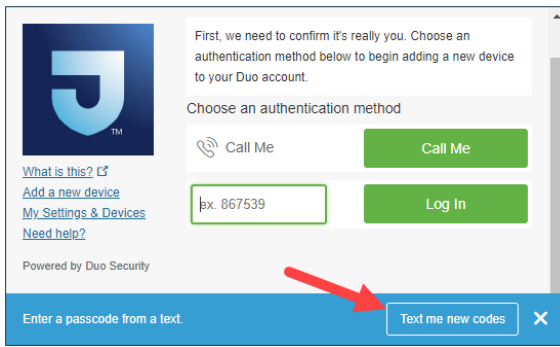 First, we need to confirm it's really you. Choose an
authentication method below to begin adding a new device
to your Duo account.
Choose an authentication method
Call Me
Call Me
ex. 867539
Log In
J
TM
What is this?
Add a new device
My Settings & Devices
Need help?
Powered by Duo Security
Enter a passcode from a text.
Text me new codes